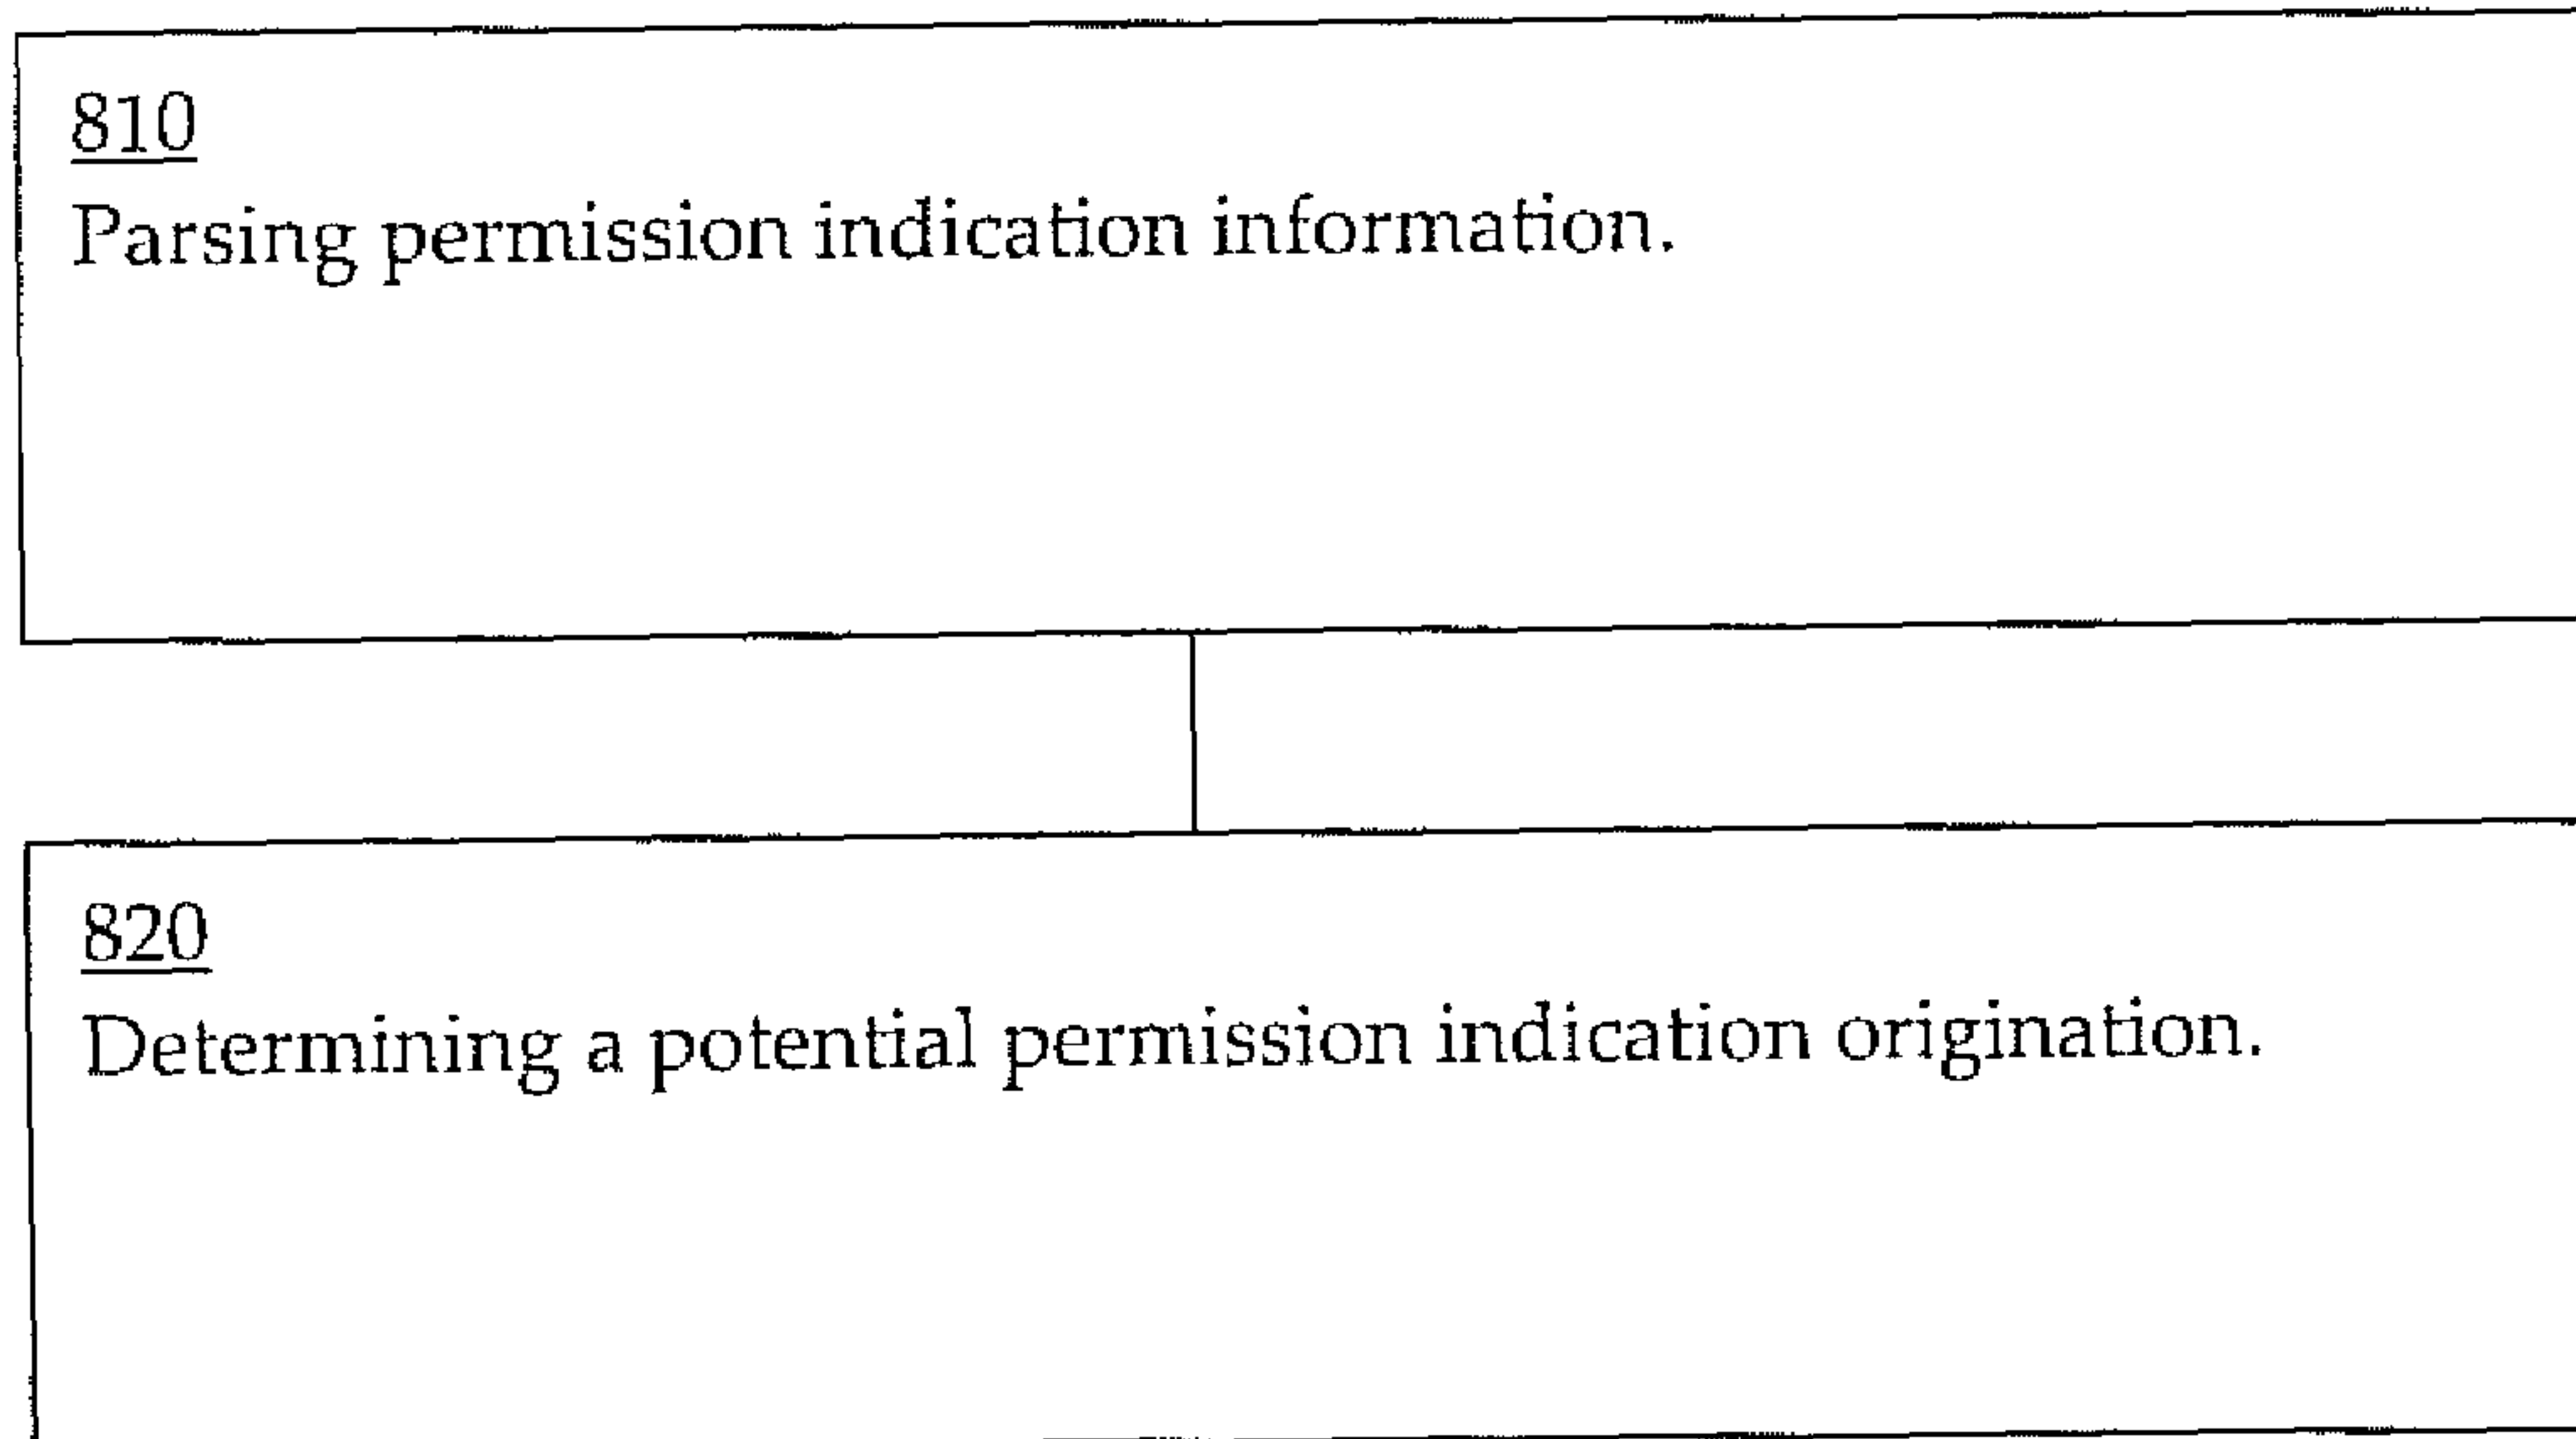 810
Parsing permission indication information.
820
Determining a potential permission indication origination.